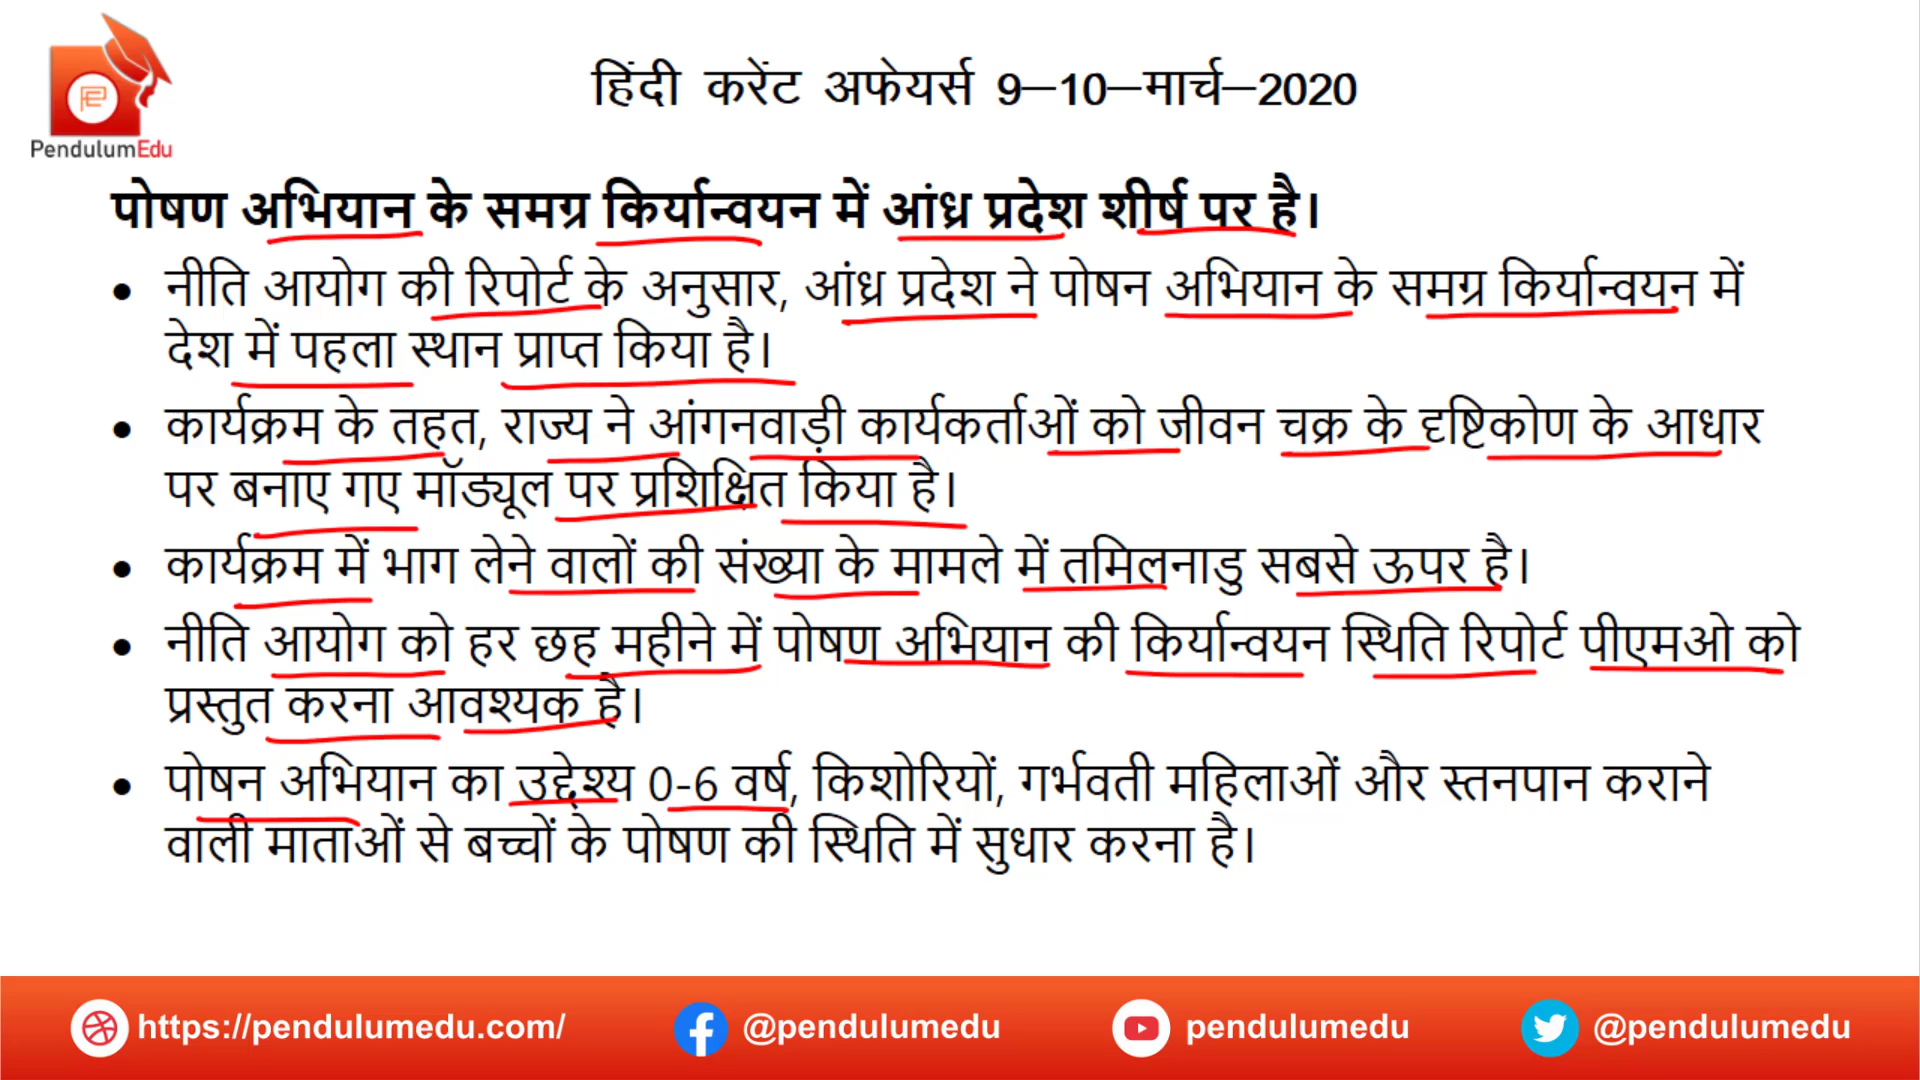 हिंदी करेंट अफेयर्स 9–10–मार्च–2020
PendulumEdu
पोषण अभियान के समग्र किर्यान्वयन में आंध्र प्रदेश शीर्ष पर है।
• नीति आयोग की रिपोर्ट के अनुसार, आंध्र प्रदेश ने पोषन अभियान के समग्र किर्यान्वयन में
देश में पहला स्थान प्राप्त किया है।
• कार्यक्रम के तहत, राज्य ने आंगनवाड़ी कार्यकर्ताओं को जीवन चक्र के दृष्टिकोण के आधार
पर बनाए गए मॉड्यूल पर प्रशिक्षित किया है।
• कार्यक्रम में भाग लेने वालों की संख्या के मामले में तमिलनाडु सबसे ऊपर है।
• नीति आयोग को हर छह महीने में पोषण अभियान की किर्यान्वयन स्थिति रिपोर्ट पीएमओ को
प्रस्तुत करना आवश्यक है।
• पोषन अभियान का उद्देश्य 0-6 वर्ष, किशोरियों, गर्भवती महिलाओं और स्तनपान कराने
वाली माताओं से बच्चों के पोषण की स्थिति में सुधार करना है।
https://pendulumedu.com/ @pendulumedu pendulumedu @pendulumedu